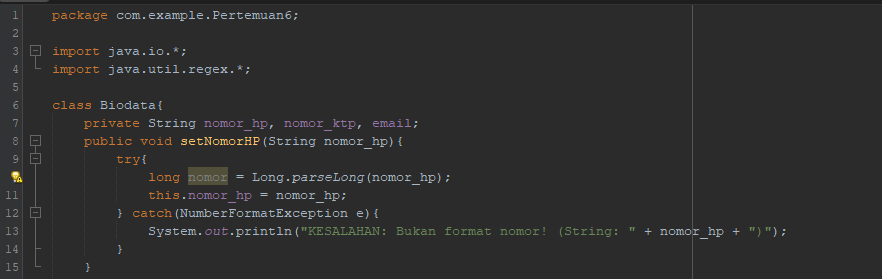 1 package com.example.Pertemuan6;
2
3 import java.io.*;
4 import java.util.regex.*;
5
6 class Biodata{
7 private String nomor_hp, nomor_ktp, email;
8 public void setNomorHP(String nomor_hp){
9 try{
long nomor = Long.parseLong(nomor_hp);
11 this.nomor_hp = nomor_hp;
12 } catch(NumberFormatException e){
13 System.out.println("KESALAHAN: Bukan format nomor! (String: " + nomor_hp + ")");
14 }
15 }